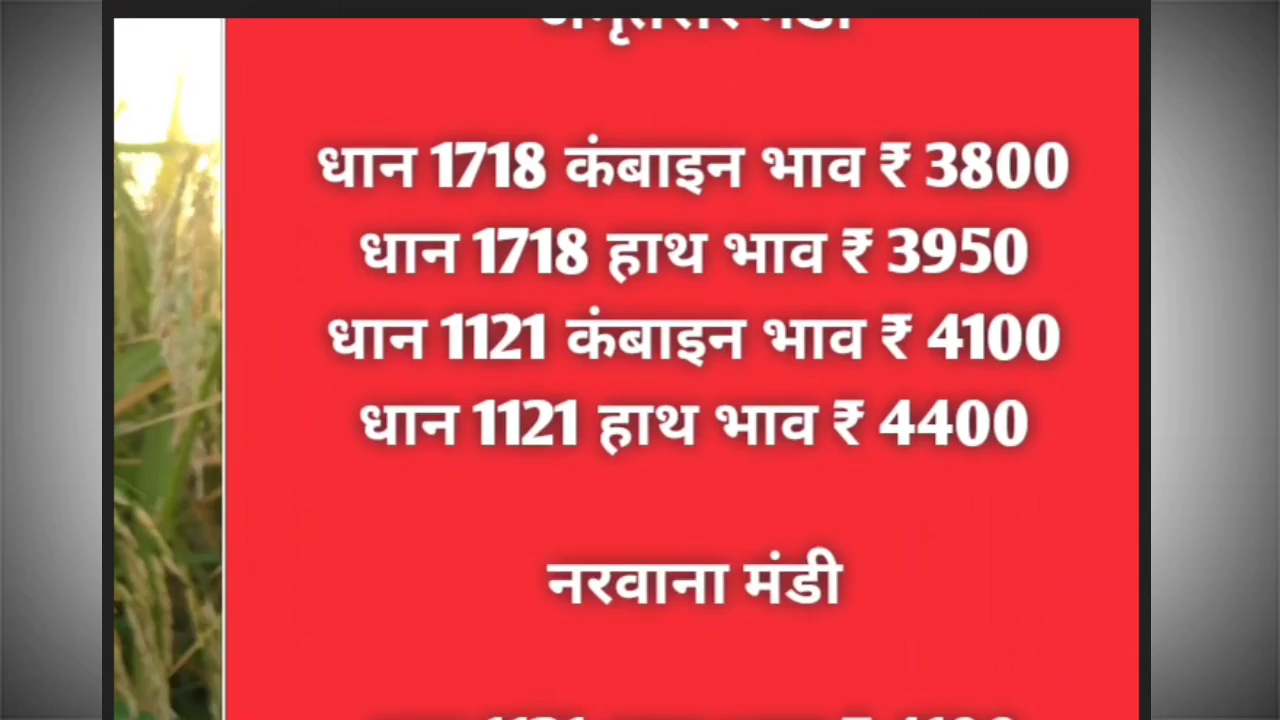 धान 1718 कंबाइन भाव ₹ 3800
धान 1718 हाथ भाव ₹ 3950
धान 1121 कंबाइन भाव ₹ 4100
धान 1121 हाथ भाव ₹ 4400
नरवाना मंडी